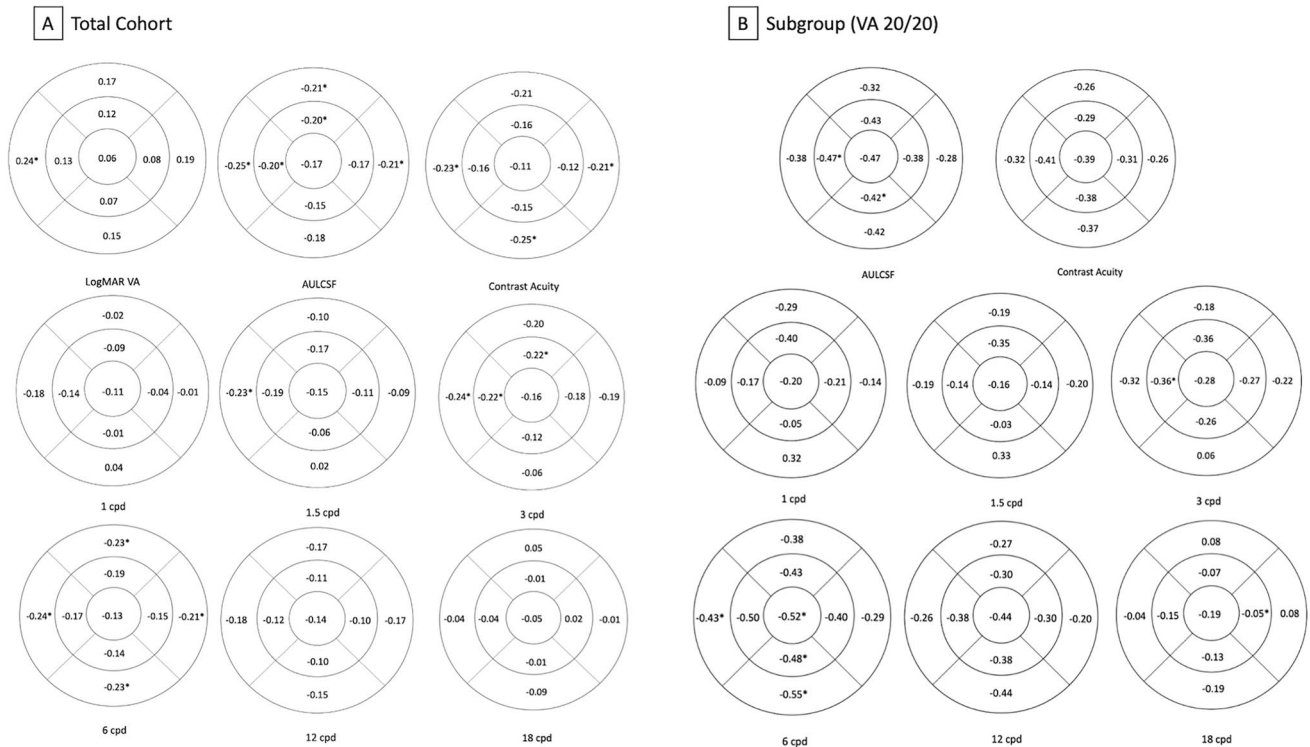 A Total Cohort
0.17
0.12
0.24* 0.13 0.06 0.08 0.19
0.07
0.15
LogMAR VA
-0.21*
-0.20*
-0.25* -0.20* -0.17 -0.17 -0.21*
-0.15
-0.18
AULCSF
-0.21
-0.16
-0.23* -0.16 -0.11 -0.12 -0.21*
-0.15
-0.25*
Contrast Acuity
-0.02
-0.09
-0.18 -0.14 -0.11 -0.04 -0.01
-0.01
0.04
1 cpd
-0.10
-0.17
-0.23* -0.19 -0.15 -0.11 -0.09
-0.06
0.02
1.5 cpd
-0.20
-0.22*
-0.24* -0.22* -0.16 -0.18 -0.19
-0.12
-0.06
3 cpd
-0.23*
-0.19
-0.24* -0.17 -0.13 -0.15 -0.21*
-0.14
-0.23*
6 cpd
-0.17
-0.11
-0.18 -0.12 -0.14 -0.10 -0.17
-0.10
-0.15
12 cpd
0.05
-0.01
-0.04 -0.04 -0.05 0.02 -0.01
-0.01
-0.09
18 cpd
B Subgroup (VA 20/20)
-0.32
-0.43
-0.38 -0.47* -0.47 -0.38 -0.28
-0.42*
-0.42
AULCSF
-0.26
-0.29
-0.32 -0.41 -0.39 -0.31 -0.26
-0.38
-0.37
Contrast Acuity
-0.29
-0.40
-0.09 -0.17 -0.20 -0.21 -0.14
-0.05
0.32
1 cpd
-0.19
-0.35
-0.19 -0.14 -0.16 -0.14 -0.20
-0.03
0.33
1.5 cpd
-0.18
-0.36
-0.32 -0.36* -0.28 -0.27 -0.22
-0.26
0.06
3 cpd
-0.38
-0.43
-0.43* -0.50 -0.52* -0.40 -0.29
-0.48*
-0.55*
6 cpd
-0.27
-0.30
-0.26 -0.38 -0.44 -0.30 -0.20
-0.38
-0.44
12 cpd
0.08
-0.07
-0.04 -0.15 -0.19 -0.05* 0.08
-0.13
-0.19
18 cpd